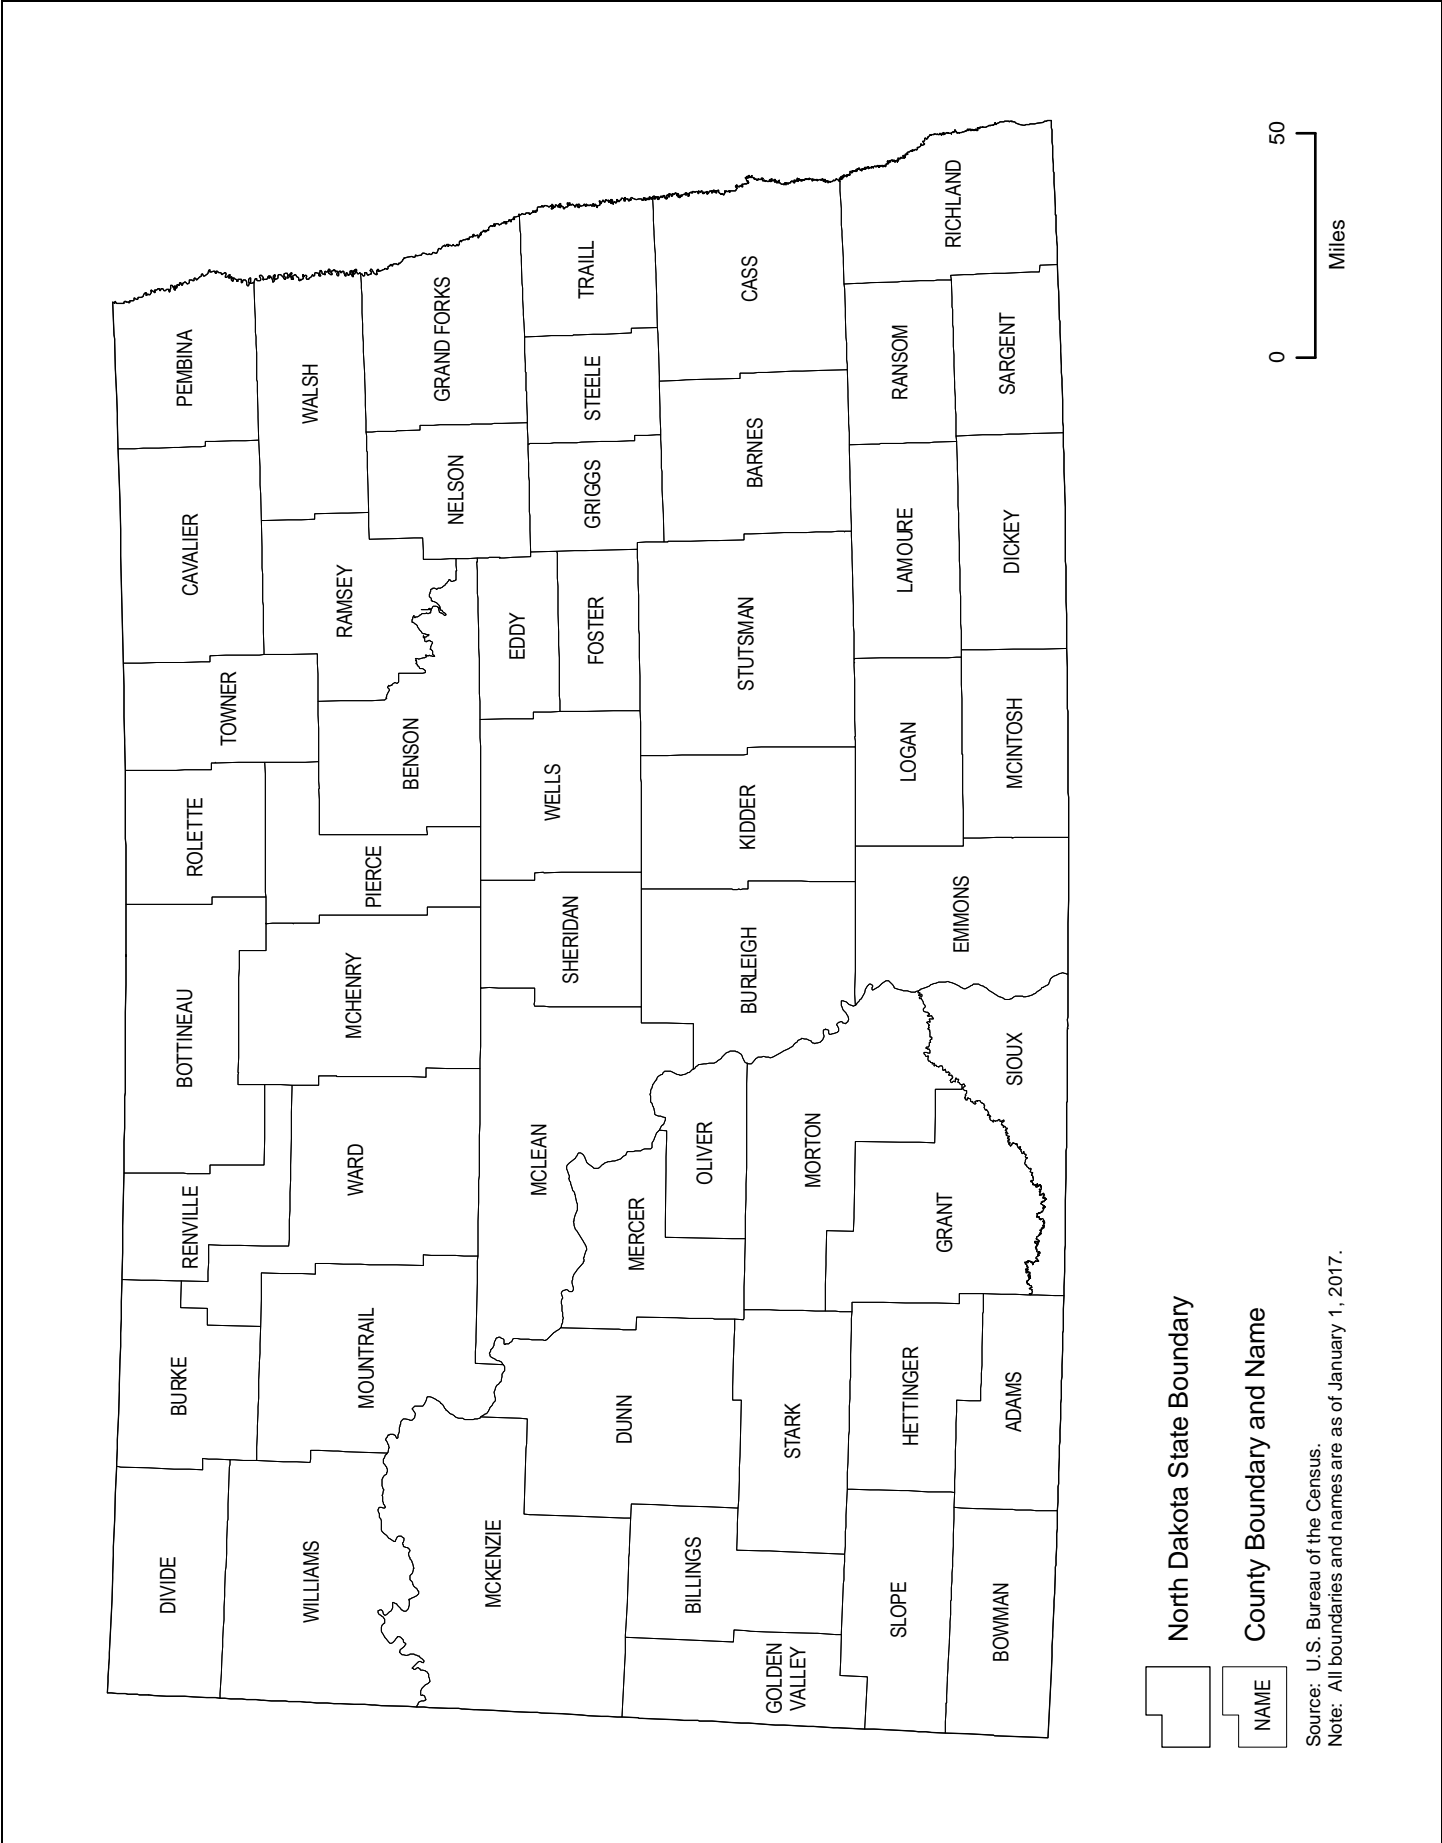 DIVIDE
BURKE
RENVILLE
BOTTINEAU
ROLETTE
TOWNER
CAVALIER
PEMBINA
WILLIAMS
MOUNTRAIL
WARD
MCHENRY
PIERCE
BENSON
RAMSEY
WALSH
NELSON
GRAND FORKS
MCKENZIE
DUNN
MERCER
MCLEAN
SHERIDAN
WELLS
EDDY
FOSTER
GRIGGS
STEELE
TRAILL
GOLDEN
VALLEY
BILLINGS
STARK
OLIVER
MORTON
BURLEIGH
KIDDER
STUTSMAN
BARNES
CASS
SLOPE
HETTINGER
GRANT
BOWMAN
ADAMS
SIOUX
EMMONS
LOGAN
MCINTOSH
LAMOURE
DICKEY
RANSOM
SARGENT
RICHLAND
North Dakota State Boundary
NAME
County Boundary and Name
Source: U.S. Bureau of the Census.
Note: All boundaries and names are as of January 1, 2017.
0 50
Miles